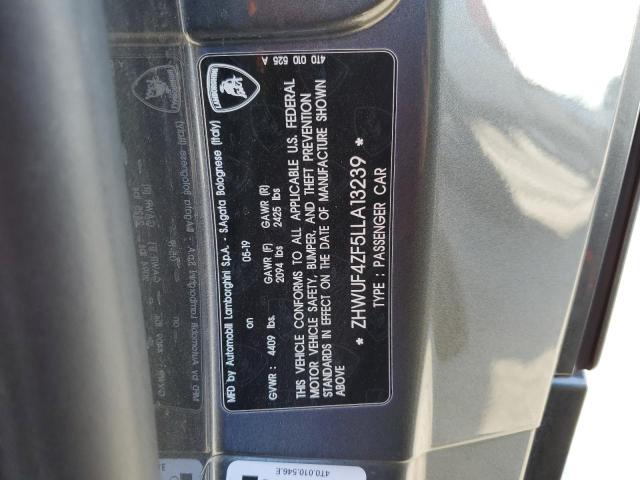 LAMBORGHINI
4T0 010 525 A
MFD by Automobili Lamborghini S.p.A. - S.Agata Bolognese (Italy)
on 05-19
GVWR : 4409 lbs. GAWR (F) 2094 lbs GAWR (R) 2425 lbs
THIS VEHICLE CONFORMS TO ALL APPLICABLE U.S. FEDERAL
MOTOR VEHICLE SAFETY, BUMPER, AND THEFT PREVENTION
STANDARDS IN EFFECT ON THE DATE OF MANUFACTURE SHOWN
ABOVE
* ZHWUF4ZF5LLA13239 *
TYPE : PASSENGER CAR
4T0.010.546.E